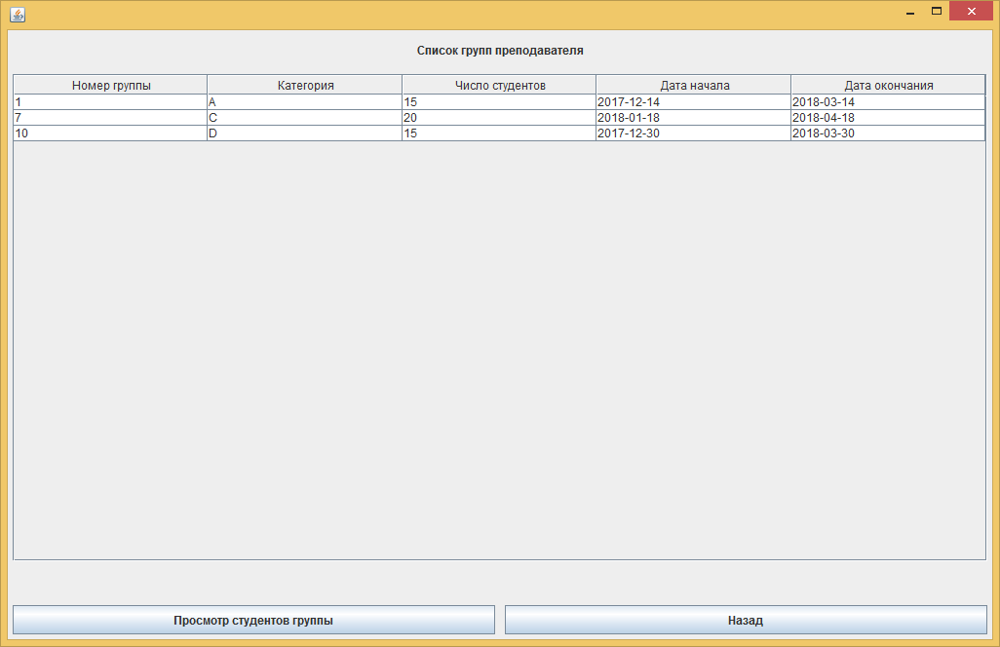 Список групп преподавателя
Номер группы Категория Число студентов Дата начала Дата окончания
1 A 15 2017-12-14 2018-03-14
7 C 20 2018-01-18 2018-04-18
10 D 15 2017-12-30 2018-03-30
Просмотр студентов группы Назад